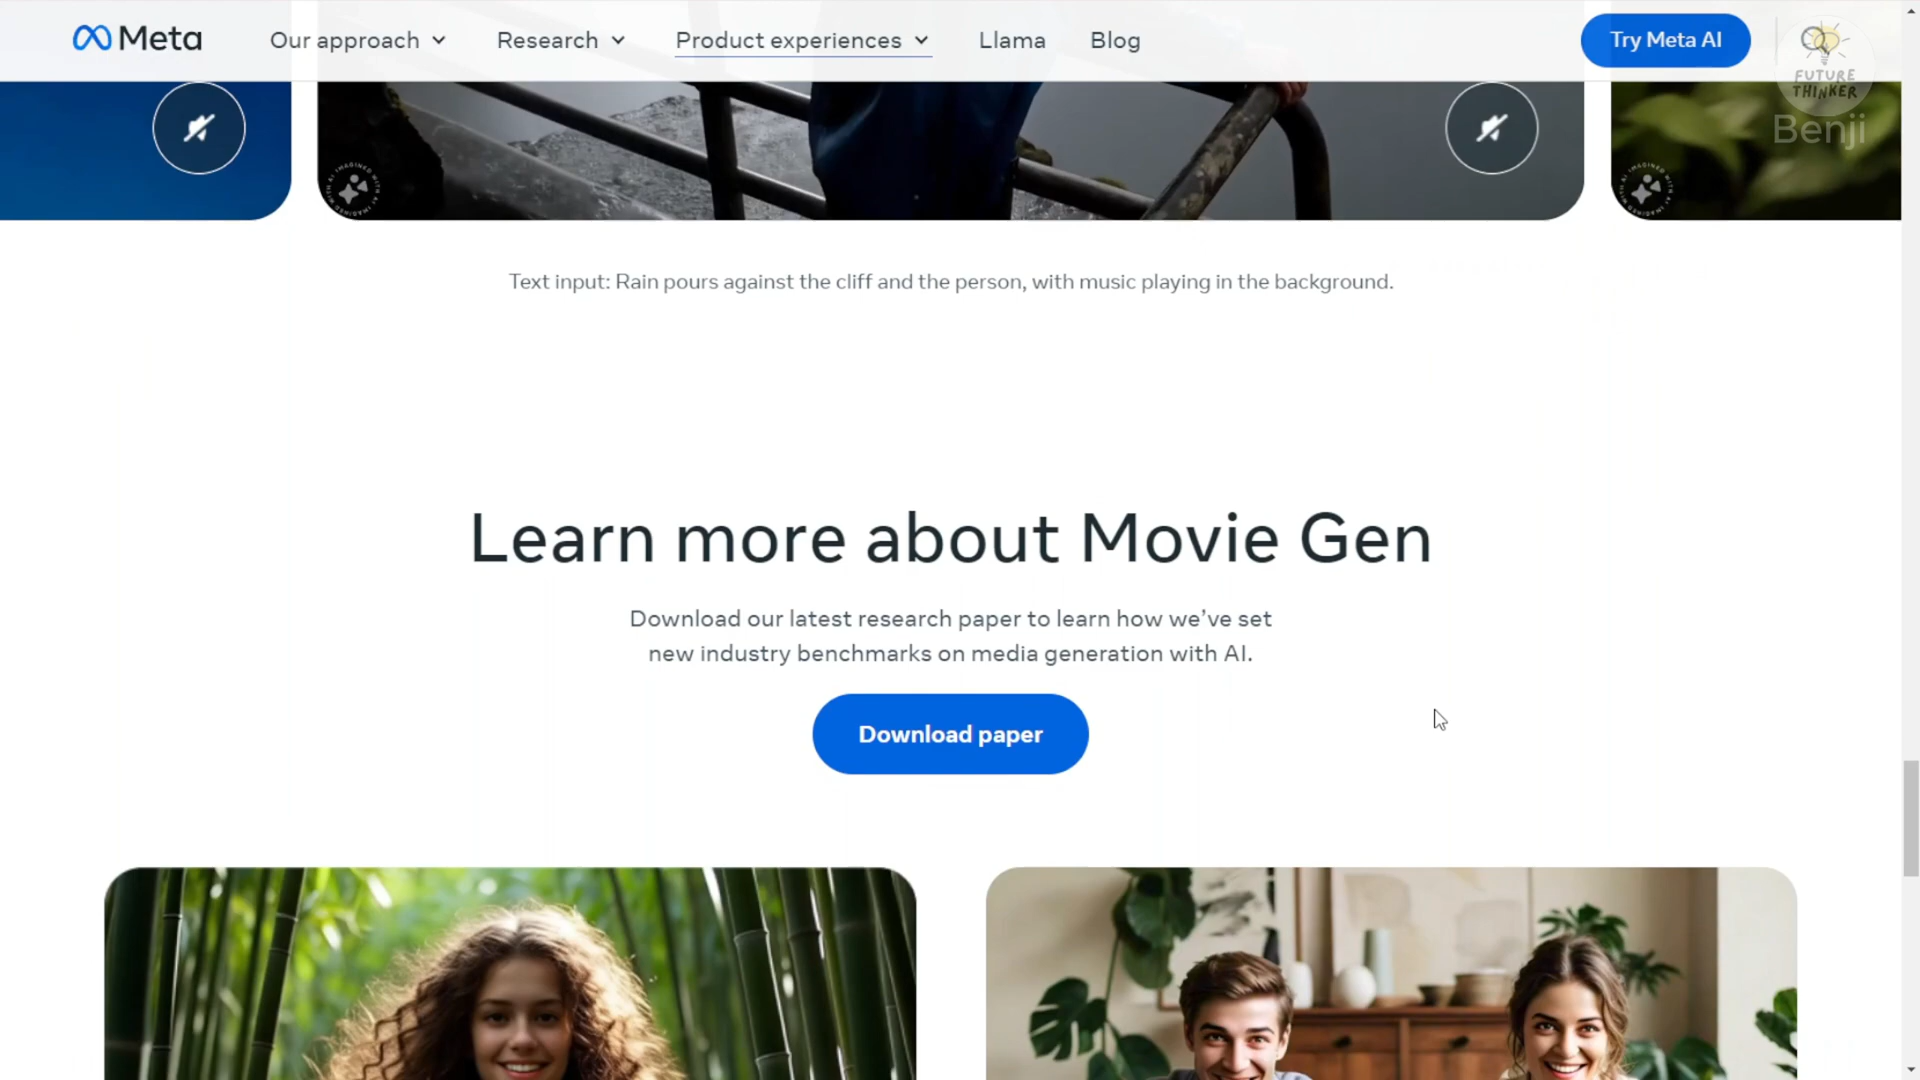 Meta
Our approach
Research
Product experiences
Llama
Blog
Try Meta AI
FUTURE
THINKER
Benji
Text input: Rain pours against the cliff and the person, with music playing in the background.
Learn more about Movie Gen
Download our latest research paper to learn how we’ve set
new industry benchmarks on media generation with AI.
Download paper